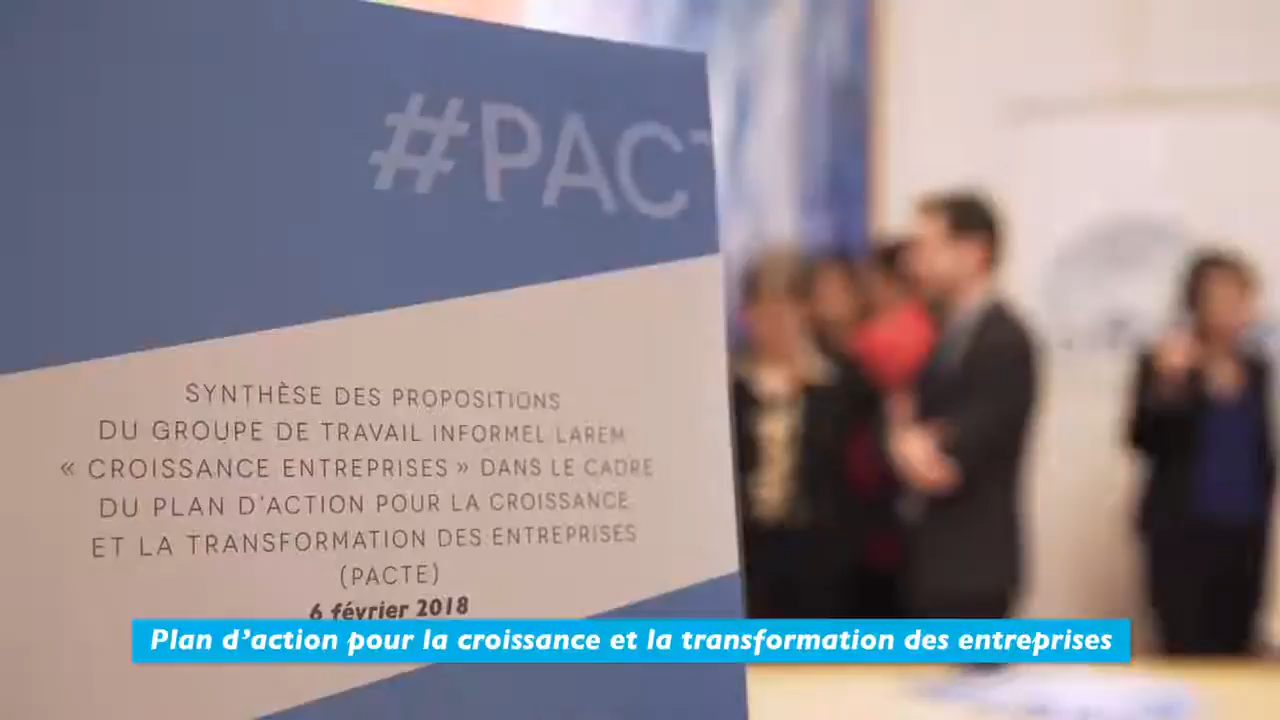 #PAC
SYNTHÈSE DES PROPOSITIONS
DU GROUPE DE TRAVAIL INFORMEL LAREM
« CROISSANCE ENTREPRISES » DANS LE CADRE
DU PLAN D'ACTION POUR LA CROISSANCE
ET LA TRANSFORMATION DES ENTREPRISES
(PACTE)
6 février 2018
Plan d’action pour la croissance et la transformation des entreprises